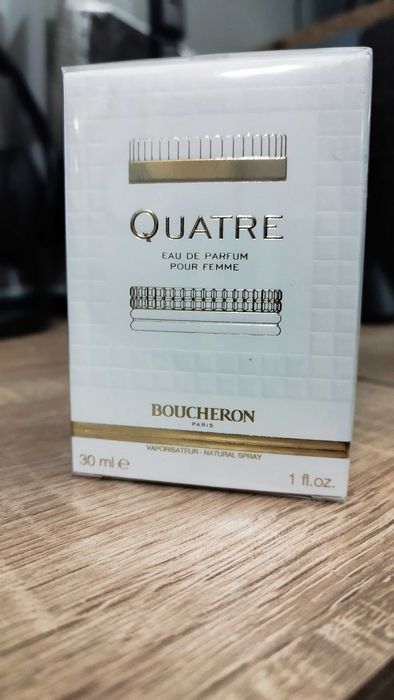 QUATRE
EAU DE PARFUM
POUR FEMME
BOUCHERON
PARIS
VAPORISATEUR - NATURAL SPRAY
30 ml ℮
1 fl.oz.